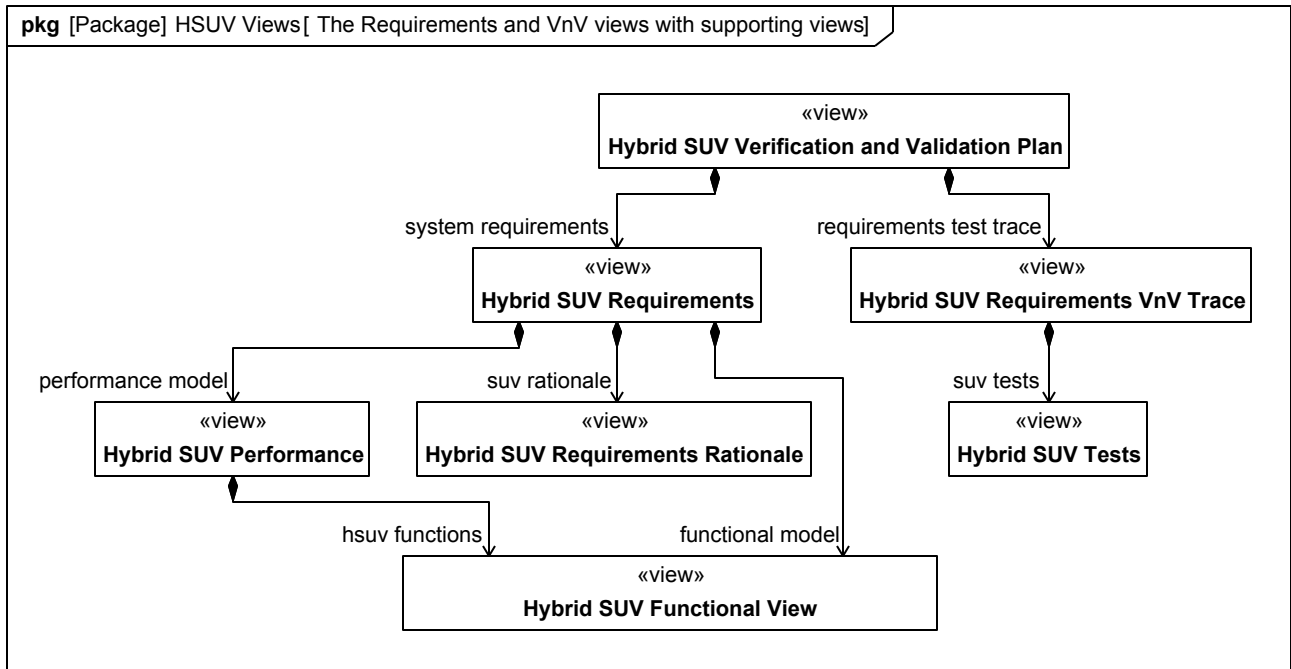 pkg [Package] HSUV Views[ The Requirements and VnV views with supporting views]
«view»
Hybrid SUV Verification and Validation Plan
system requirements
requirements test trace
«view»
Hybrid SUV Requirements
«view»
Hybrid SUV Requirements VnV Trace
performance model
suv rationale
suv tests
«view»
Hybrid SUV Performance
«view»
Hybrid SUV Requirements Rationale
«view»
Hybrid SUV Tests
hsuv functions
functional model
«view»
Hybrid SUV Functional View